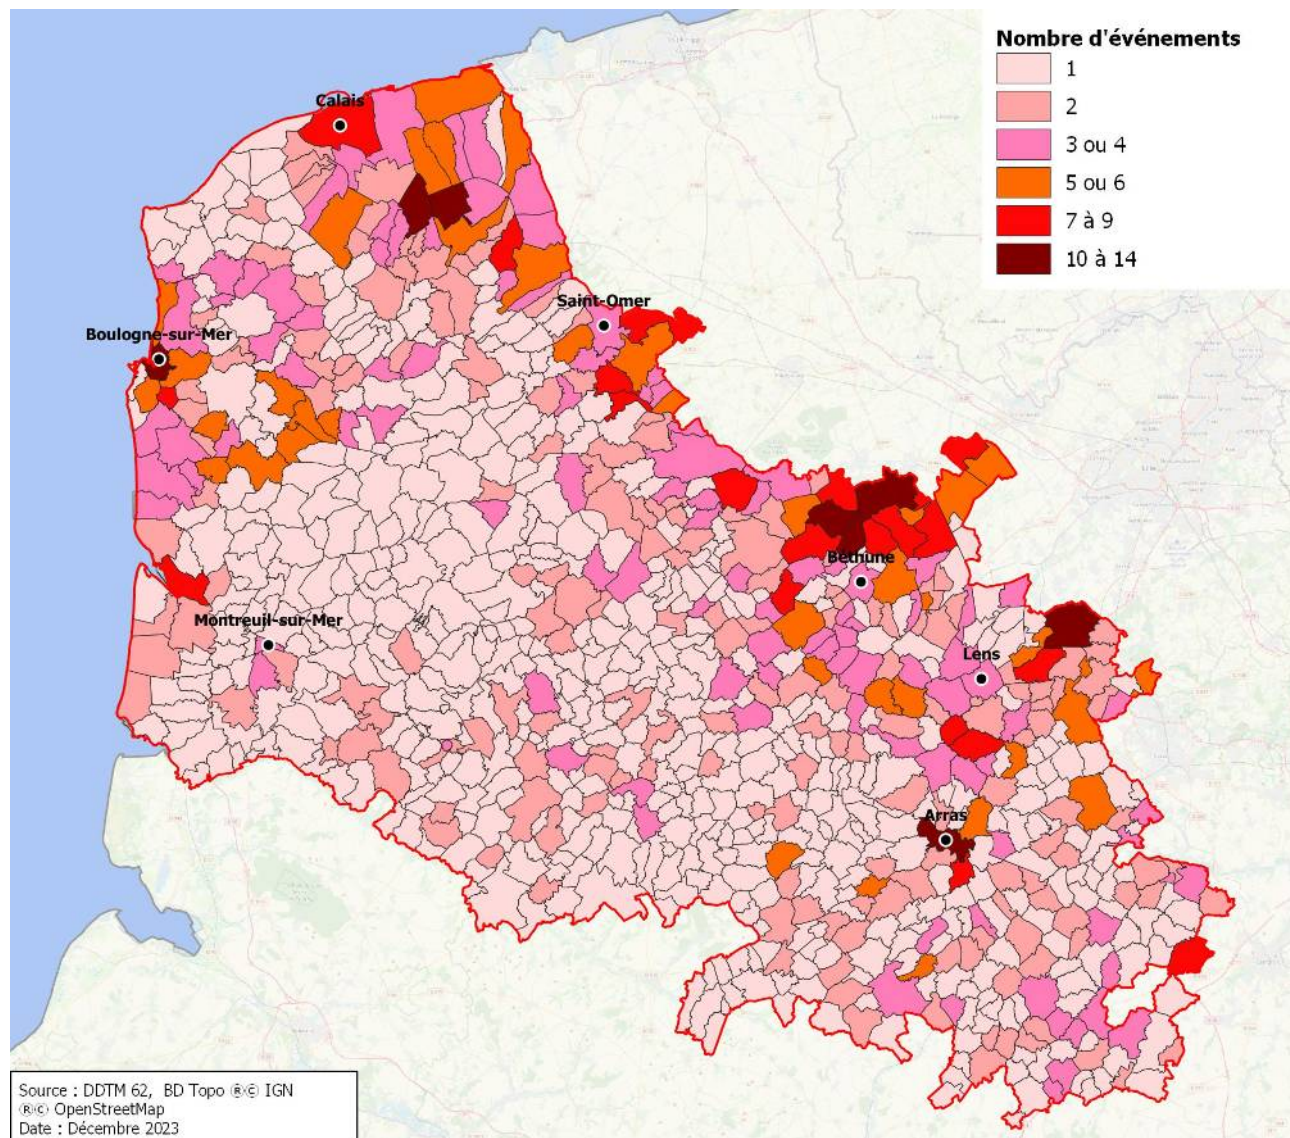 Nombre d'événements
1
2
3 ou 4
5 ou 6
7 à 9
10 à 14
Calais
Saint-Omer
Boulogne-sur-Mer
Béthune
Montreuil-sur-Mer
Lens
Arras
Source : DDTM 62, BD Topo ®© IGN
®© OpenStreetMap
Date : Décembre 2023